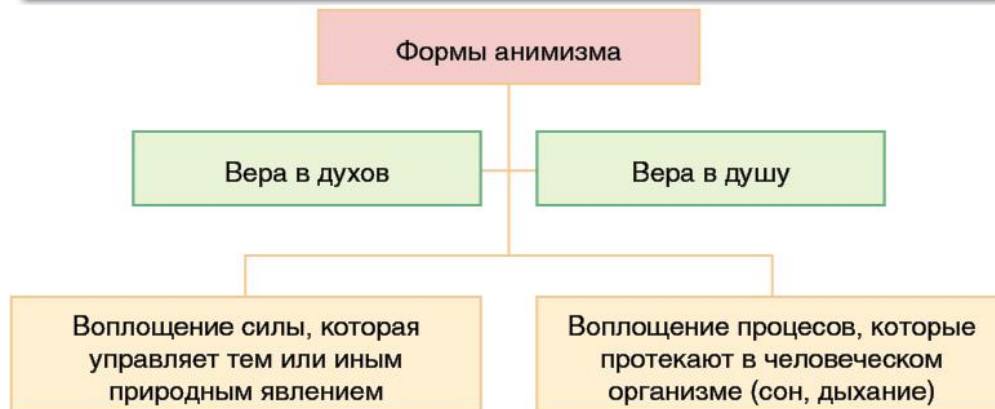 Формы анимизма
Вера в духов
Вера в душу
Воплощение силы, которая
управляет тем или иным
природным явлением
Воплощение процесов, которые
протекают в человеческом
организме (сон, дыхание)